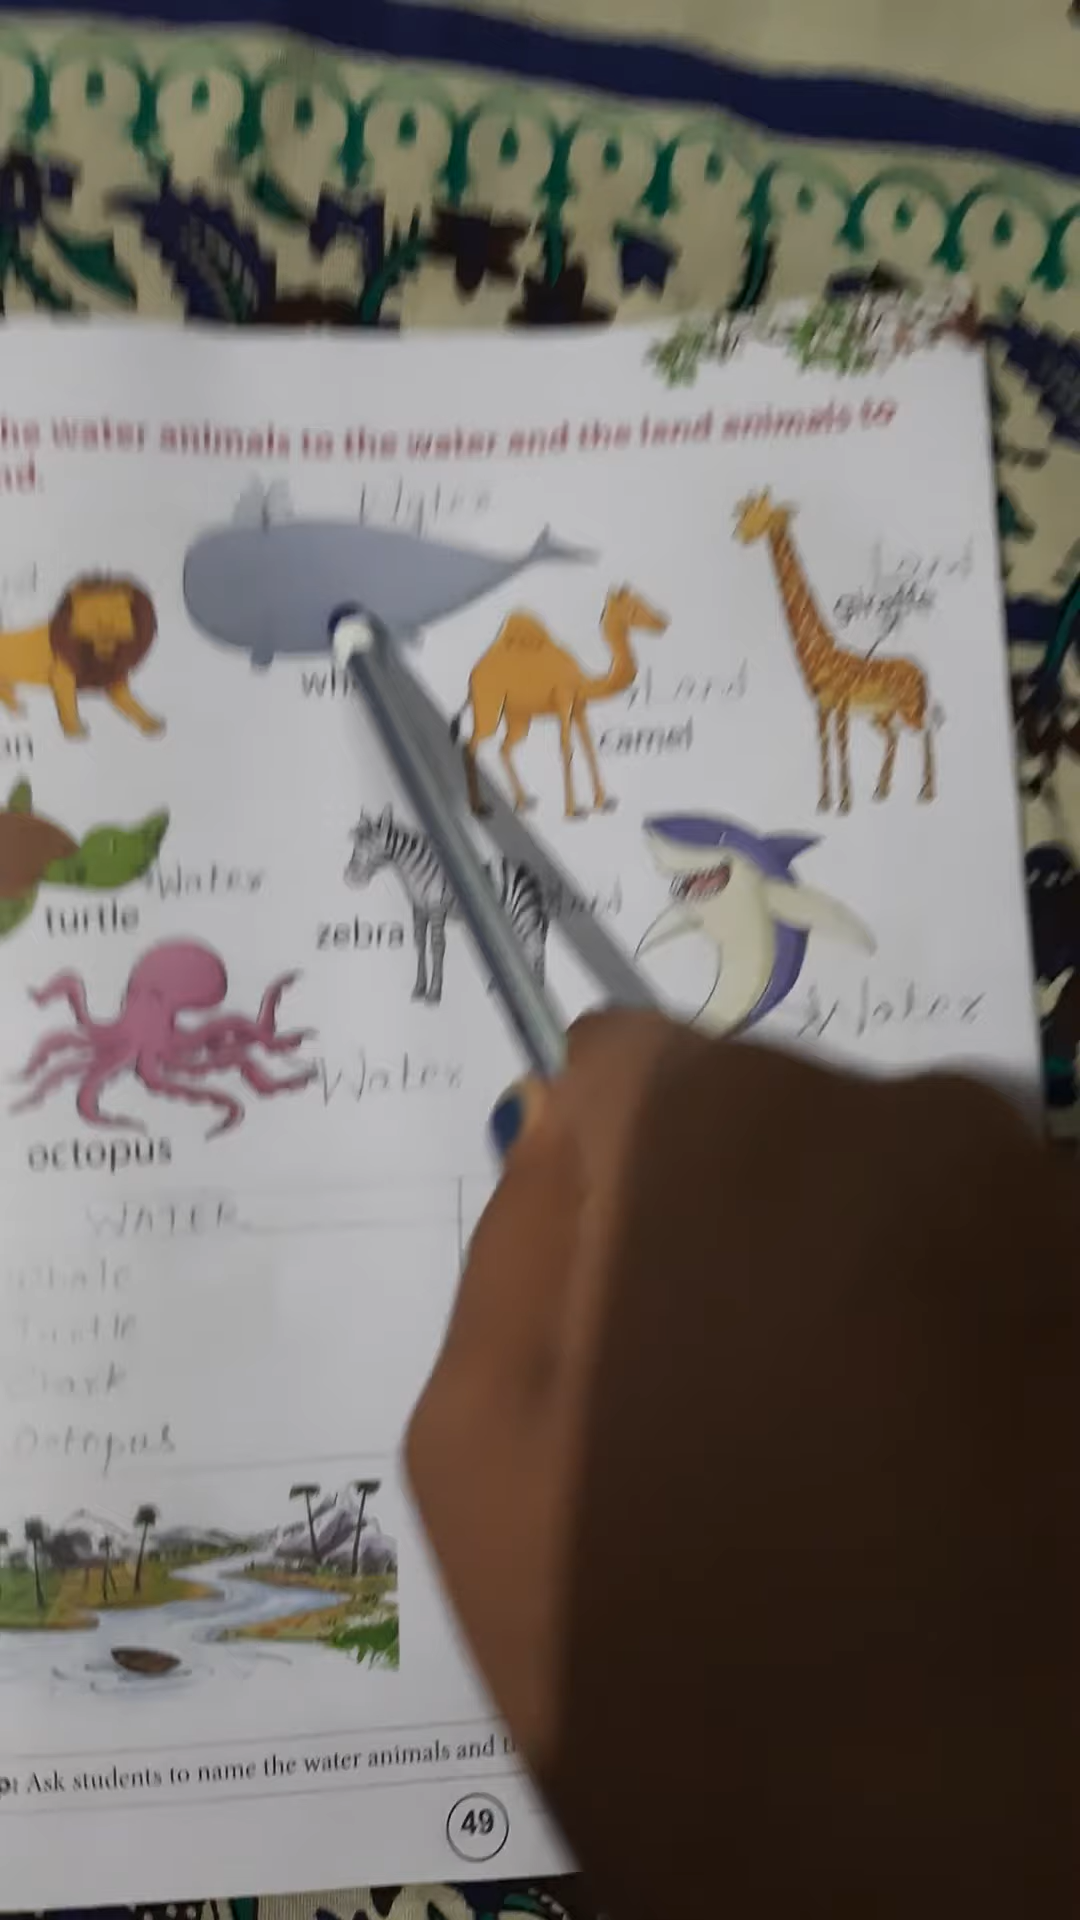 he water animals to the water and the land animals to
nd.
Water
Land
giraffe
Land
camel
Water
turtle
zebra
Water
Water
octopus
WATER
Turtle
Shark
Octopus
Ask students to name the water animals and
49